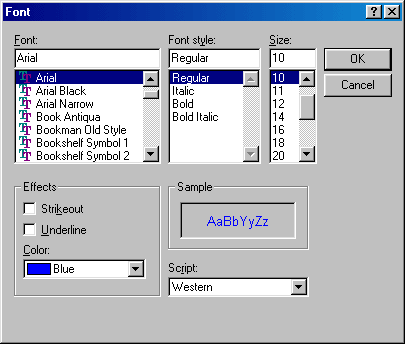 Font
Font: Font style: Size:
Arial Regular 10 OK
Arial Regular 10 Cancel
Arial Black Italic 11
Arial Narrow Bold 12
Book Antiqua Bold Italic 14
Bookman Old Style 16
Bookshelf Symbol 1 18
Bookshelf Symbol 2 20
Effects Sample
Strikeout AaBbYyZz
Underline
Color:
Blue
Script:
Western